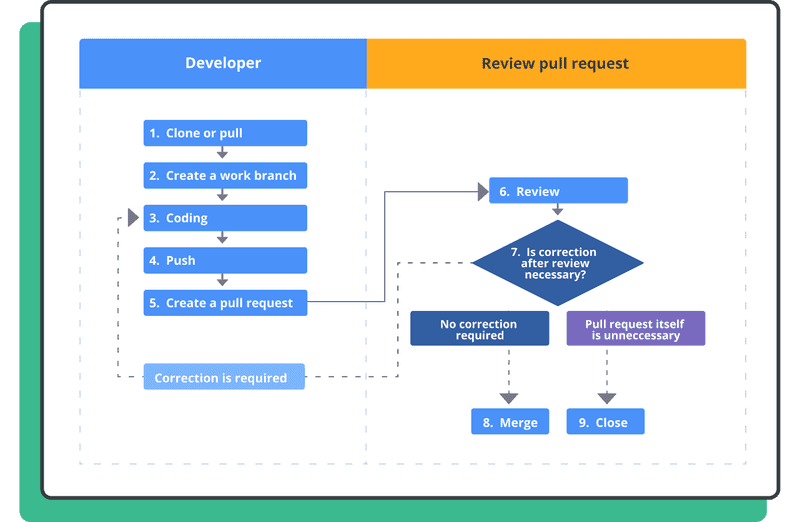 Developer
Review pull request
1. Clone or pull
2. Create a work branch
3. Coding
4. Push
5. Create a pull request
Correction is required
6. Review
7. Is correction
after review
necessary?
No correction
required
Pull request itself
is unneccessary
8. Merge
9. Close